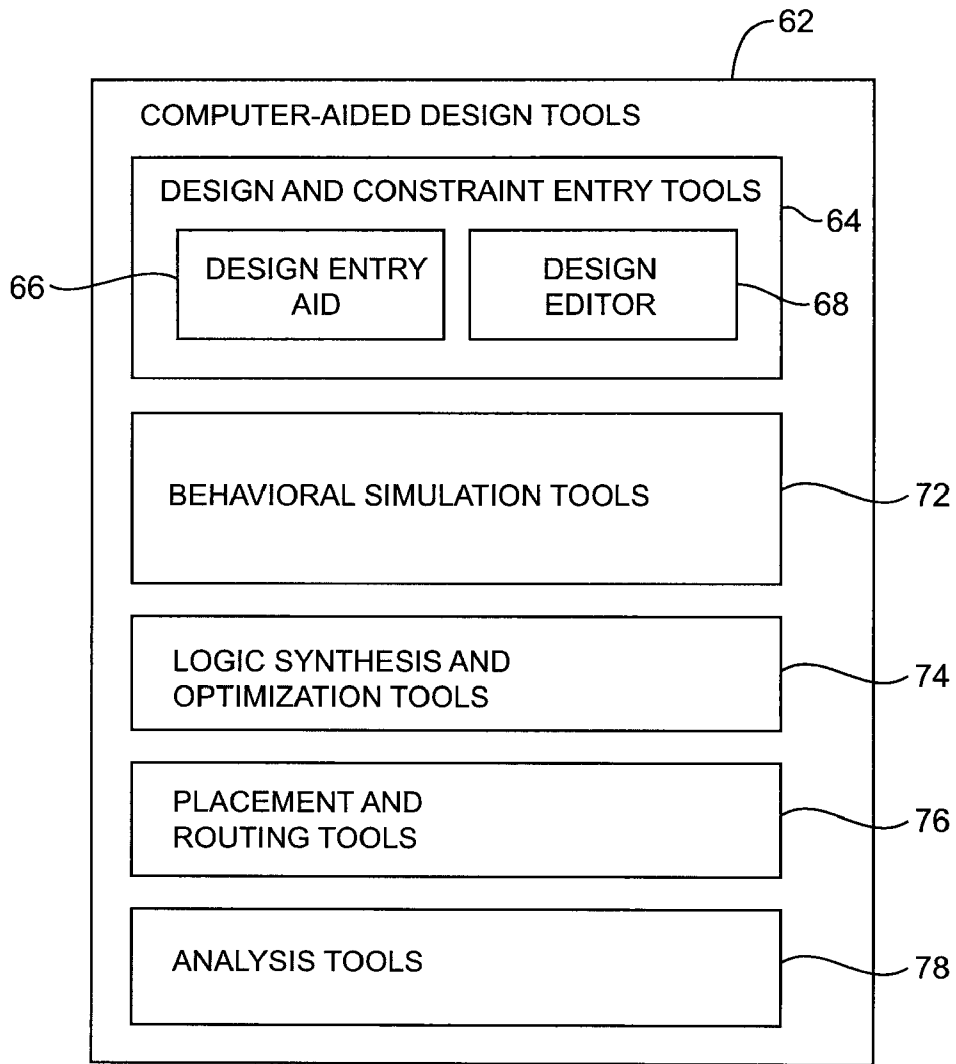 62
COMPUTER-AIDED DESIGN TOOLS
DESIGN AND CONSTRAINT ENTRY TOOLS
64
66
DESIGN ENTRY
AID
DESIGN
EDITOR
68
BEHAVIORAL SIMULATION TOOLS
72
LOGIC SYNTHESIS AND
OPTIMIZATION TOOLS
74
PLACEMENT AND
ROUTING TOOLS
76
ANALYSIS TOOLS
78